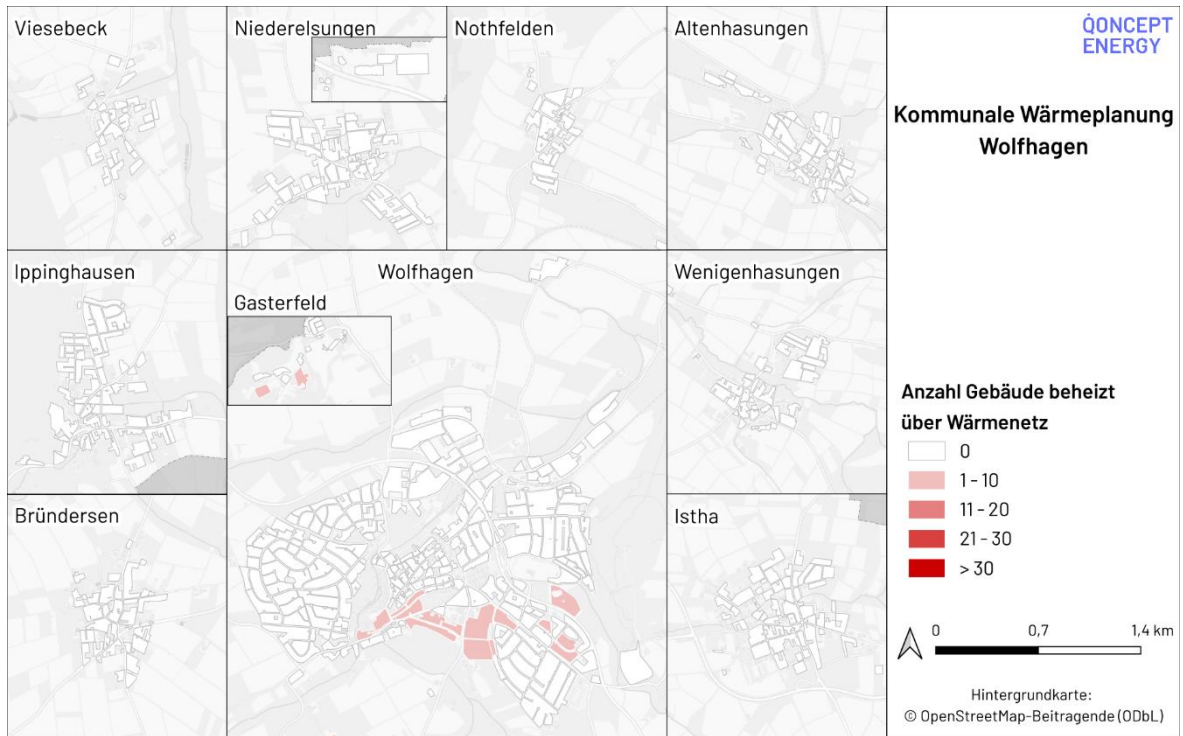 Viesebeck
Niederelsungen
Nothfelden
Altenhasungen
Ippinghausen
Wolfhagen
Gasterfeld
Wenigenhasungen
Bründersen
Istha
QONCEPT
ENERGY
Kommunale Wärmeplanung
Wolfhagen
Anzahl Gebäude beheizt
über Wärmenetz
0
1 - 10
11 - 20
21 - 30
> 30
0 0,7 1,4 km
Hintergrundkarte:
© OpenStreetMap-Beitragende (ODbL)